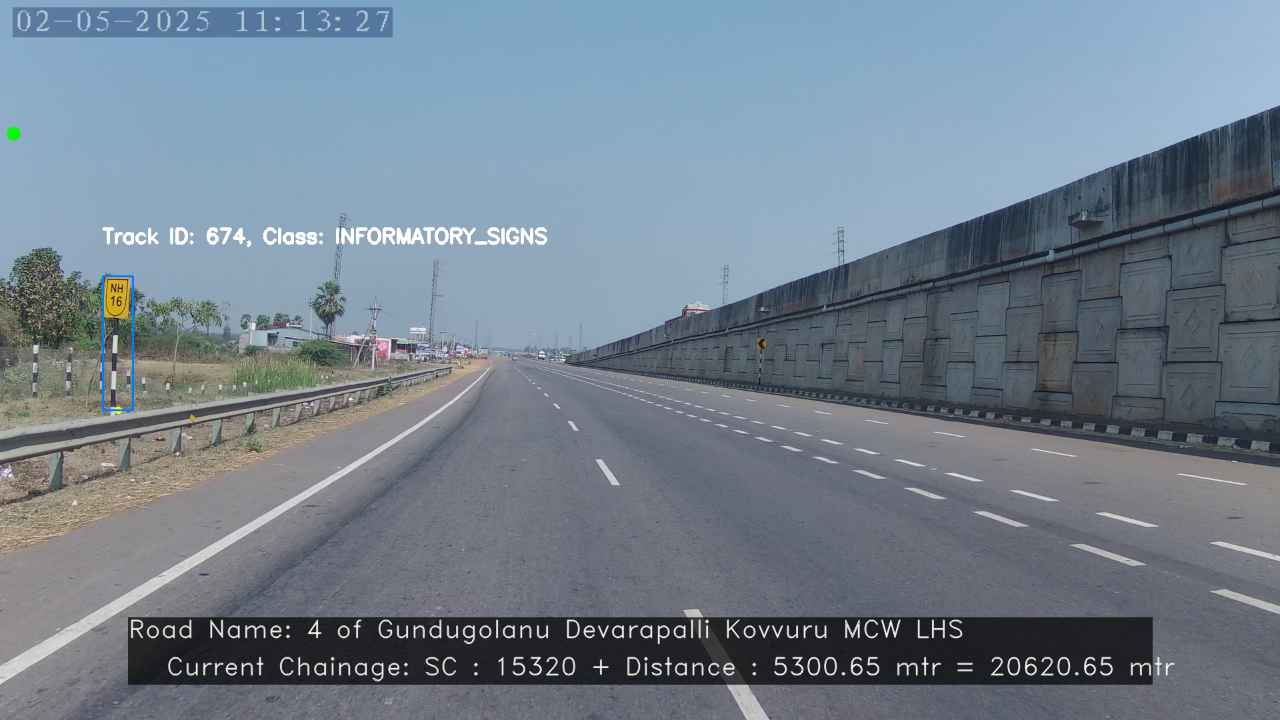 02-05-2025 11:13:27
Track ID: 674, Class: INFORMATORY_SIGNS
NH
16
Road Name: 4 of Gundugolanu Devarapalli Kovvuru MCW LHS
Current Chainage: SC : 15320 + Distance : 5300.65 mtr = 20620.65 mtr